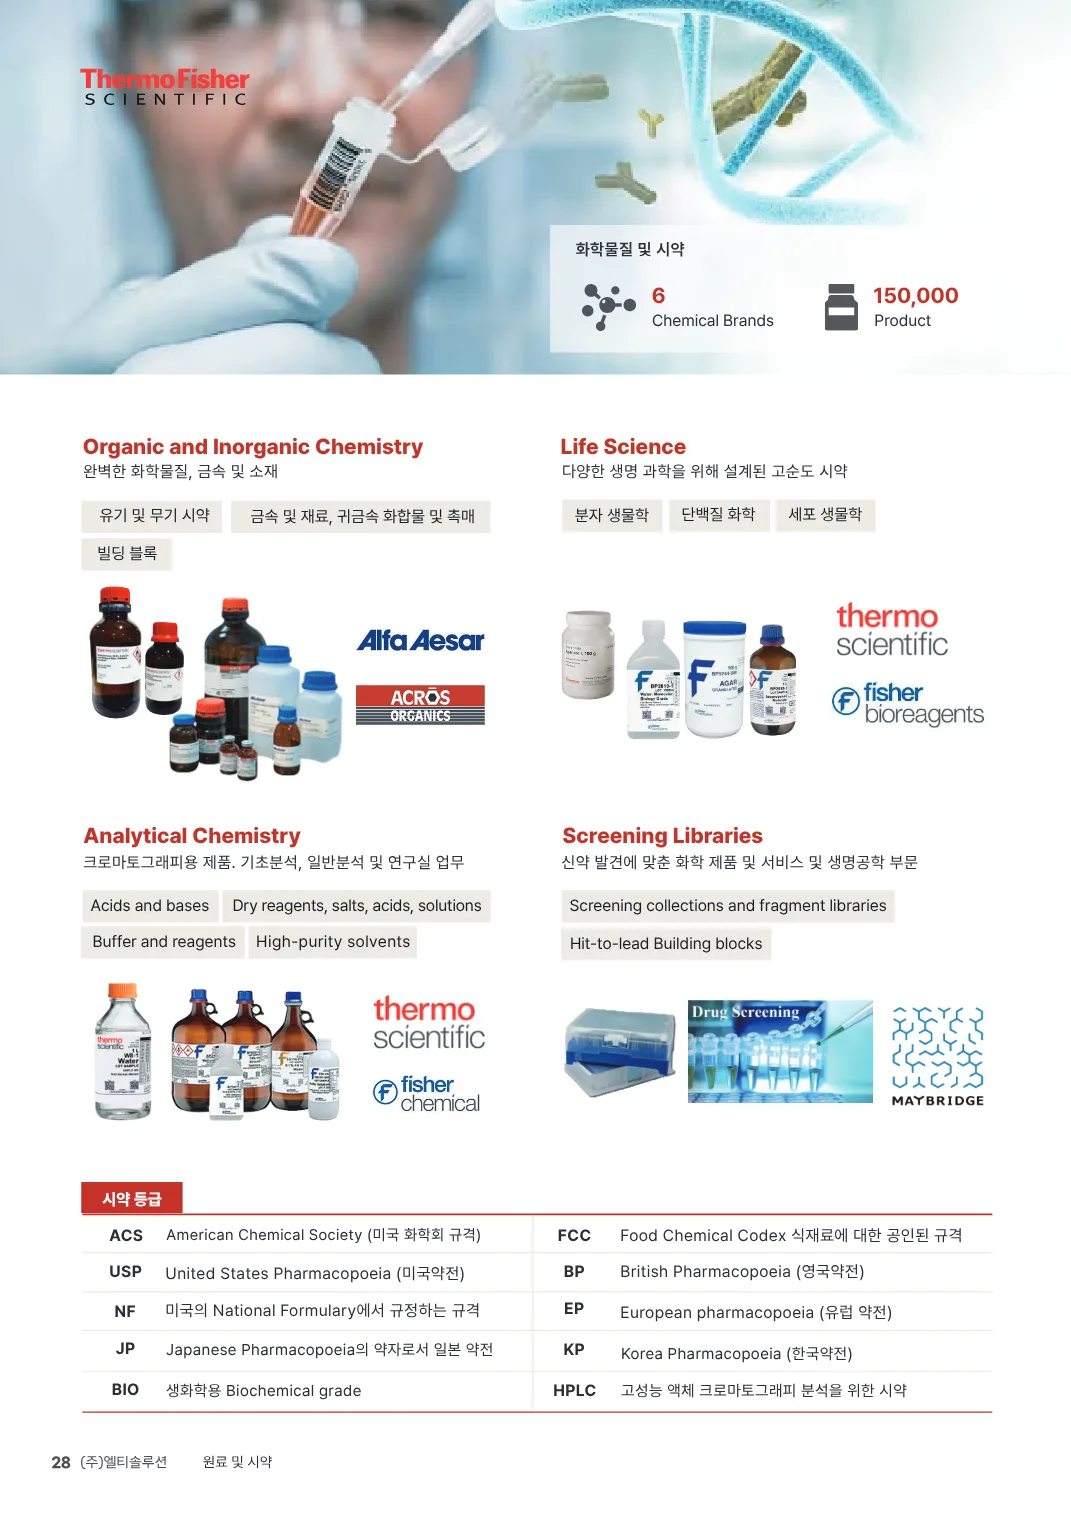 ThermoFisher
SCIENTIFIC
화학물질 및 시약
6
Chemical Brands
150,000
Product
Organic and Inorganic Chemistry
완벽한 화학물질, 금속 및 소재
유기 및 무기 시약
금속 및 재료, 귀금속 화합물 및 촉매
빌딩 블록
Alfa Aesar
ACROS
ORGANICS
Life Science
다양한 생명 과학을 위해 설계된 고순도 시약
분자 생물학
단백질 화학
세포 생물학
AGAR
thermo
scientific
fisher
bioreagents
Analytical Chemistry
크로마토그래피용 제품. 기초분석, 일반분석 및 연구실 업무
Acids and bases
Dry reagents, salts, acids, solutions
Buffer and reagents
High-purity solvents
thermo
scientific
Water
thermo
scientific
fisher
chemical
Screening Libraries
신약 발견에 맞춘 화학 제품 및 서비스 및 생명공학 부문
Screening collections and fragment libraries
Hit-to-lead Building blocks
Drug Screening
MAYBRIDGE
시약 등급
ACS American Chemical Society (미국 화학회 규격)
FCC Food Chemical Codex 식재료에 대한 공인된 규격
USP United States Pharmacopoeia (미국약전)
BP British Pharmacopoeia (영국약전)
NF 미국의 National Formulary에서 규정하는 규격
EP European pharmacopoeia (유럽 약전)
JP Japanese Pharmacopoeia의 약자로서 일본 약전
KP Korea Pharmacopoeia (한국약전)
BIO 생화학용 Biochemical grade
HPLC 고성능 액체 크로마토그래피 분석을 위한 시약
28 (주)엘티솔루션 원료 및 시약